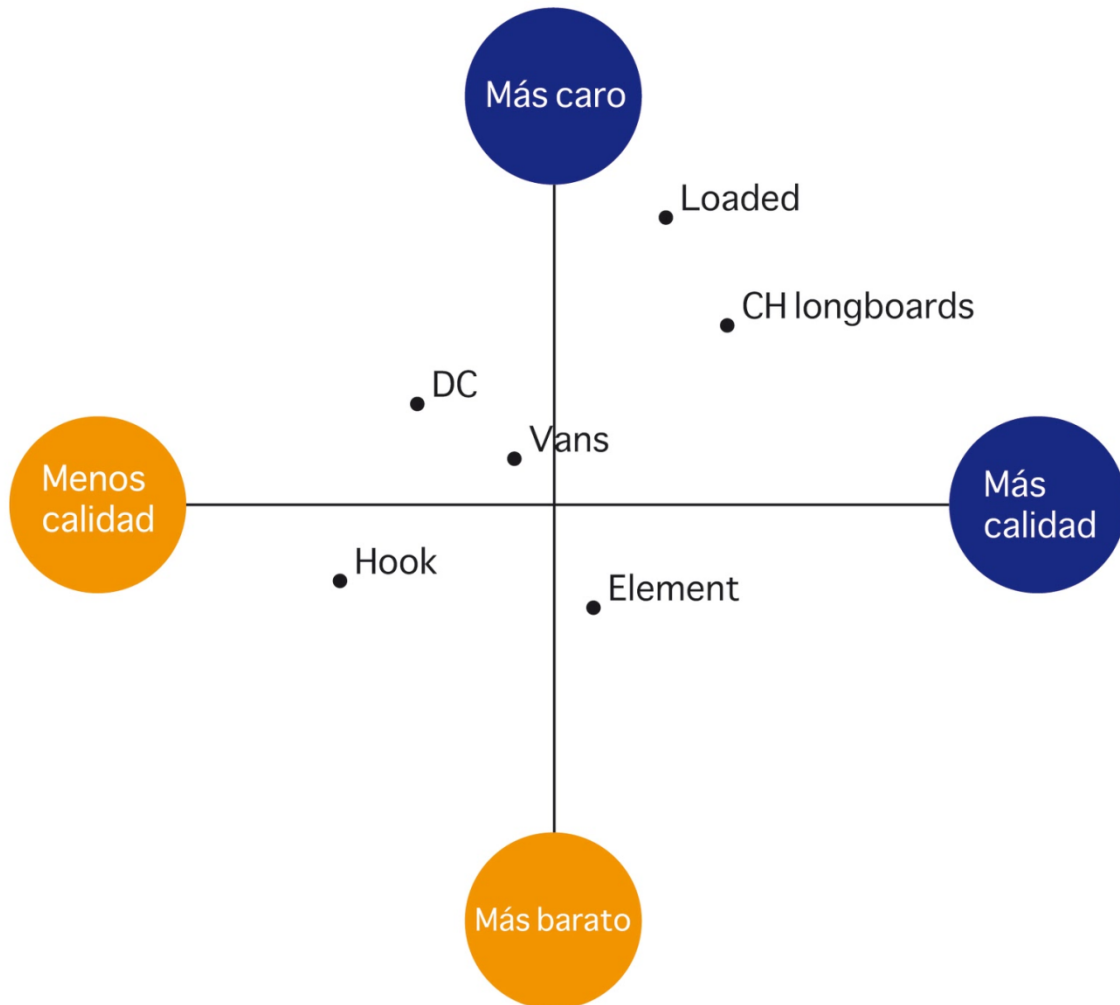 Más caro
Loaded
CH longboards
DC
Vans
Menos
calidad
Más
calidad
Hook
Element
Más barato